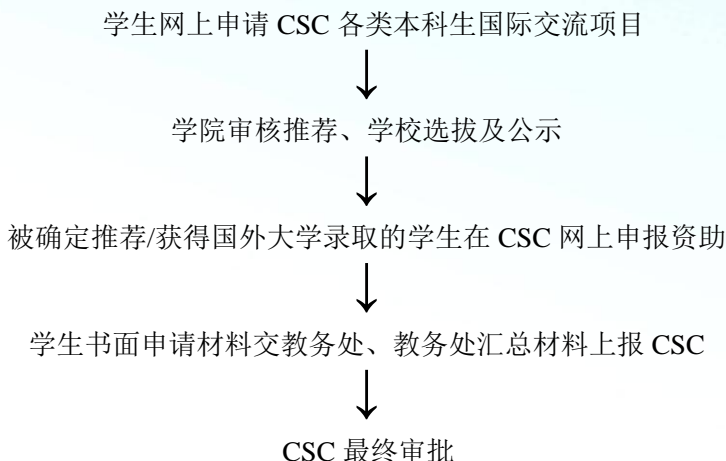 学生网上申请 CSC 各类本科生国际交流项目
学院审核推荐、学校选拔及公示
被确定推荐/获得国外大学录取的学生在 CSC 网上申报资助
学生书面申请材料交教务处、教务处汇总材料上报 CSC
CSC 最终审批